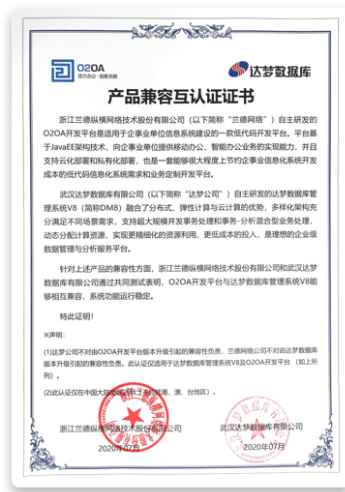 O2OA
达梦数据库
产品兼容互认证证书
浙江兰德纵横网络技术股份有限公司（以下简称“兰德网络”）自主研发的
O2OA开发平台是适用于企事业单位信息系统建设的一款低代码开发平台。平台基
于JavaEE架构技术，向企事业单位提供移动办公、智能办公业务的实现能力，并且
支持云化部署和私有化部署，也是一套能够很大程度上节约企事业信息化系统开发
成本的低代码信息化系统需求和业务定制开发平台。
武汉达梦数据库有限公司（以下简称“达梦公司”）自主研发的达梦数据库管
理系统V8（简称DM8）融合了分布式、弹性计算与云计算的优势，多样化架构充
分满足不同场景需求，支持超大规模并发事务处理和事务-分析混合型业务处理，
动态分配计算资源，实现更精细化的资源利用、更低成本的投入，是理想的企业级
数据管理与分析服务平台。
针对上述产品的兼容性方面，浙江兰德纵横网络技术股份有限公司和武汉达梦
数据库有限公司通过共同测试表明，O2OA开发平台与达梦数据库管理系统V8能
够相互兼容，系统功能运行稳定。
特此证明！
※声明：
(1)达梦公司不对由O2OA开发平台版本升级引起的兼容性负责，兰德网络公司不对由达梦数据库
版本升级引起的兼容性负责。此认证仅适用于达梦数据库管理系统V8及O2OA开发平台（如上所
列）。
(2)此认证仅在中国大陆
浙江兰德纵横网络技术股份有限公司
武汉达梦数据库有限公司
2020年07月
2020年07月